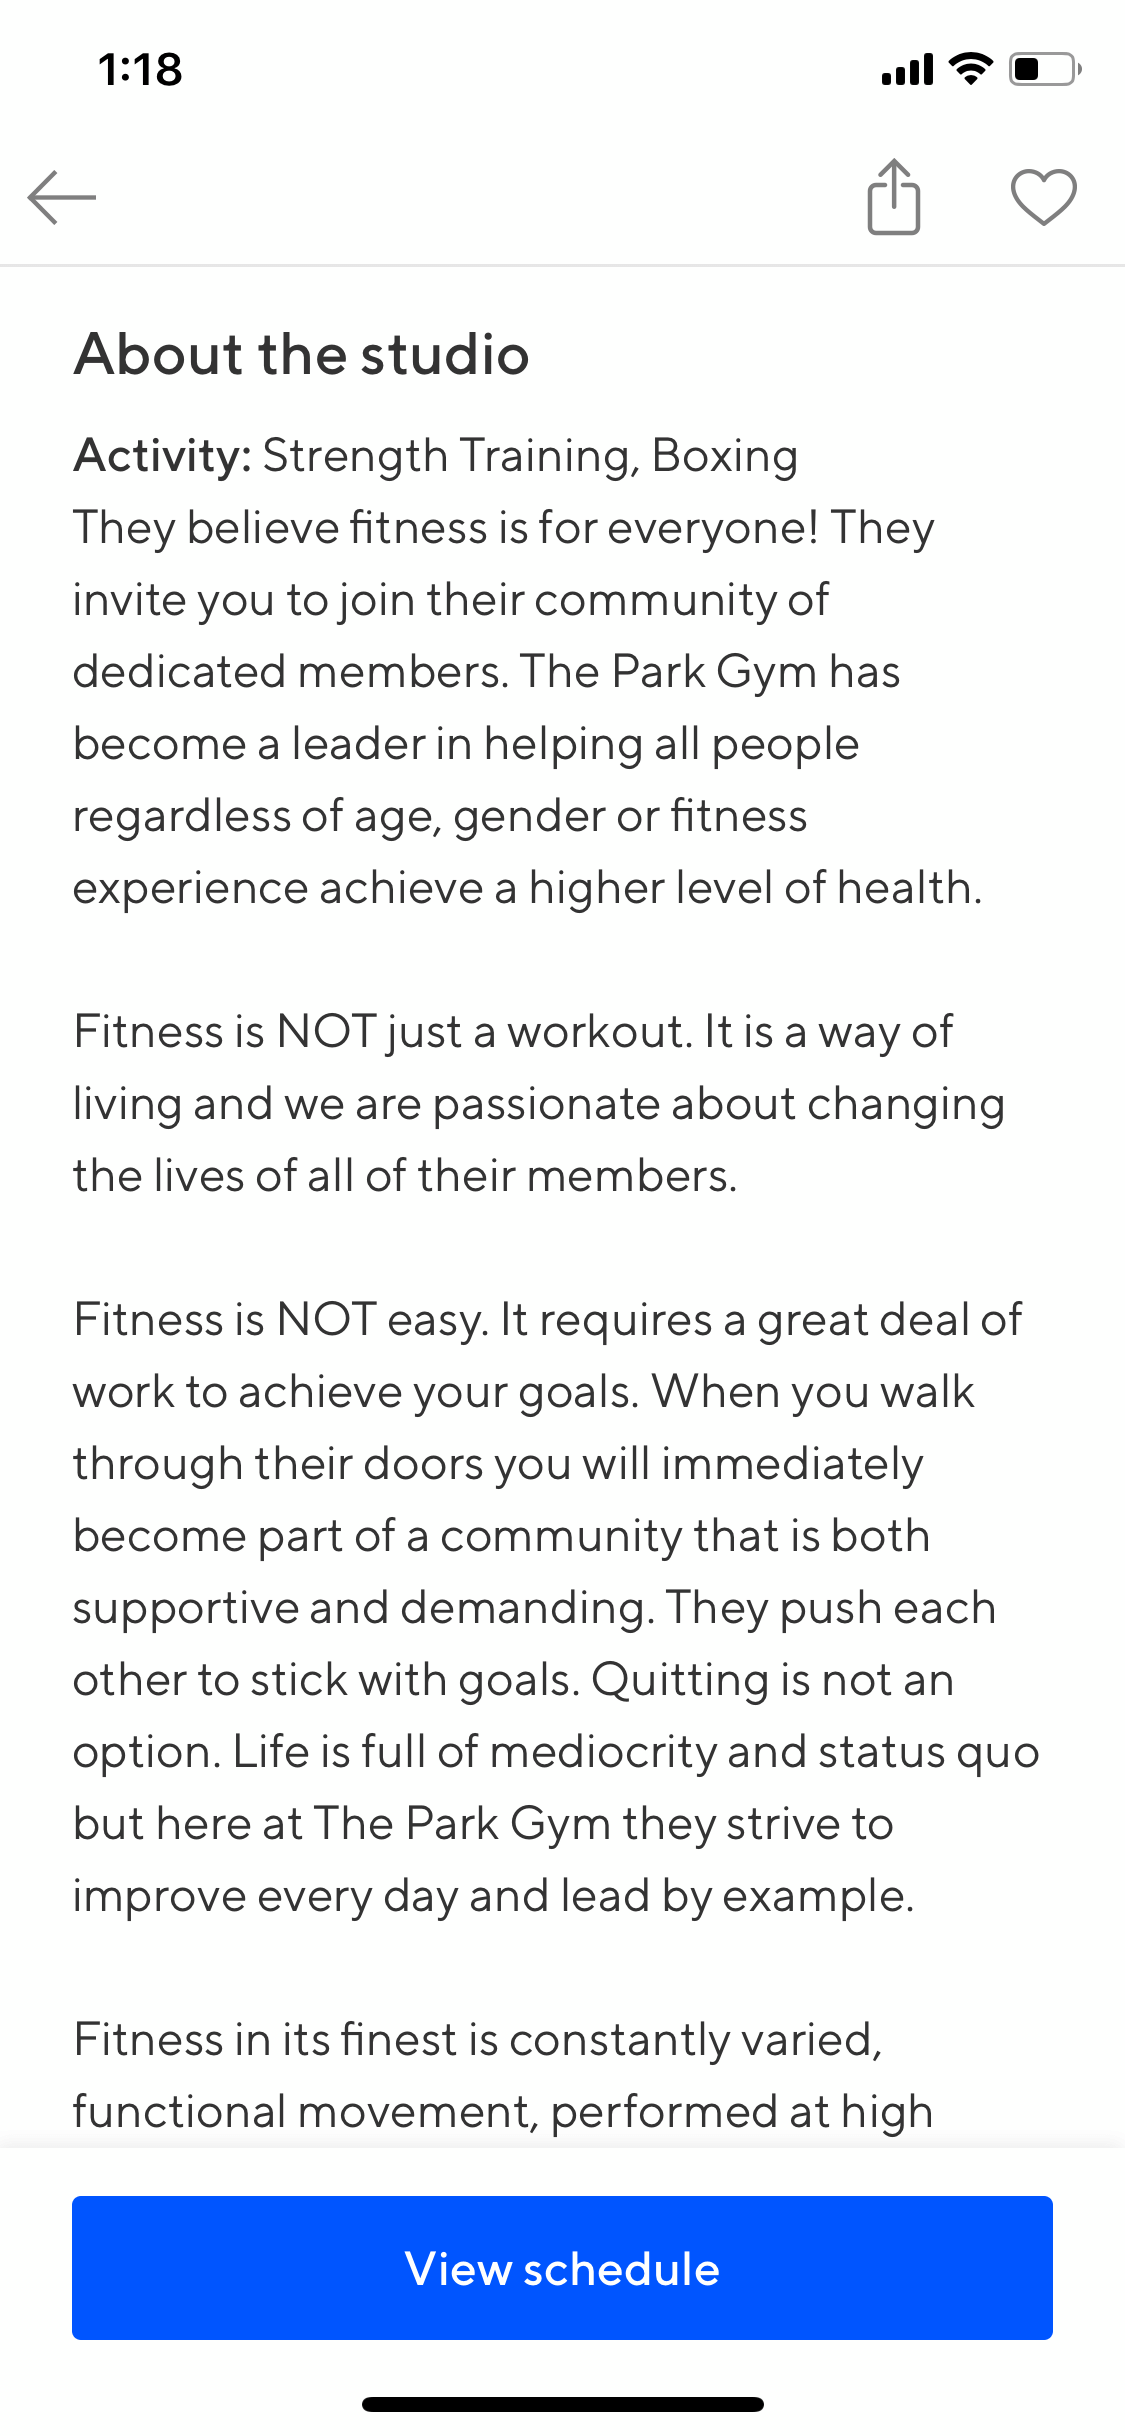 1:18
About the studio
Activity: Strength Training, Boxing
They believe fitness is for everyone! They
invite you to join their community of
dedicated members. The Park Gym has
become a leader in helping all people
regardless of age, gender or fitness
experience achieve a higher level of health.
Fitness is NOT just a workout. It is a way of
living and we are passionate about changing
the lives of all of their members.
Fitness is NOT easy. It requires a great deal of
work to achieve your goals. When you walk
through their doors you will immediately
become part of a community that is both
supportive and demanding. They push each
other to stick with goals. Quitting is not an
option. Life is full of mediocrity and status quo
but here at The Park Gym they strive to
improve every day and lead by example.
Fitness in its finest is constantly varied,
functional movement, performed at high
View schedule